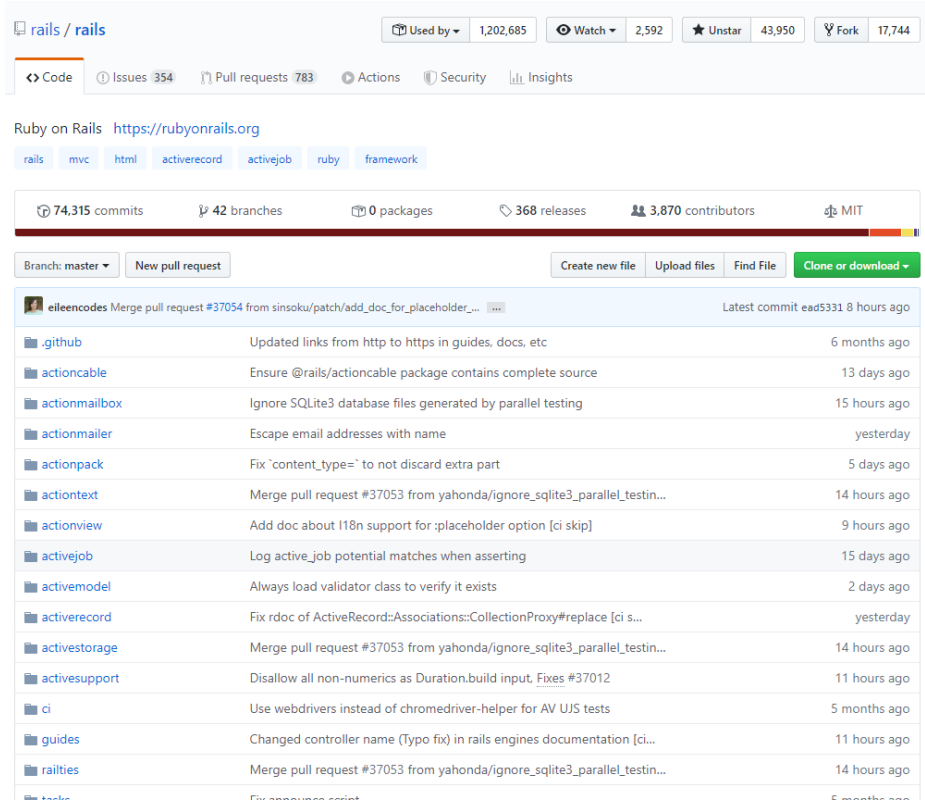 rails / rails Used by 1,202,685 Watch 2,592 Unstar 43,950 Fork 17,744
Code Issues 354 Pull requests 783 Actions Security Insights
Ruby on Rails https://rubyonrails.org
rails mvc html activerecord activejob ruby framework
74,315 commits 42 branches 0 packages 368 releases 3,870 contributors MIT
Branch: master New pull request Create new file Upload files Find File Clone or download
eileencodes Merge pull request #37054 from sinsoku/patch/add_doc_for_placeholder_... ... Latest commit ead5331 8 hours ago
.github Updated links from http to https in guides, docs, etc 6 months ago
actioncable Ensure @rails/actioncable package contains complete source 13 days ago
actionmailbox Ignore SQLite3 database files generated by parallel testing 15 hours ago
actionmailer Escape email addresses with name yesterday
actionpack Fix `content_type=` to not discard extra part 5 days ago
actiontext Merge pull request #37053 from yahonda/ignore_sqlite3_parallel_testin... 14 hours ago
actionview Add doc about I18n support for :placeholder option [ci skip] 9 hours ago
activejob Log active_job potential matches when asserting 15 days ago
activemodel Always load validator class to verify it exists 2 days ago
activerecord Fix rdoc of ActiveRecord::Associations::CollectionProxy#replace [ci s... yesterday
activestorage Merge pull request #37053 from yahonda/ignore_sqlite3_parallel_testin... 14 hours ago
activesupport Disallow all non-numerics as Duration.build input, Fixes #37012 11 hours ago
ci Use webdrivers instead of chromedriver-helper for AV UJS tests 5 months ago
guides Changed controller name (Typo fix) in rails engines documentation [ci... 11 hours ago
railties Merge pull request #37053 from yahonda/ignore_sqlite3_parallel_testin... 14 hours ago
tasks Fix announce script 5 months ago